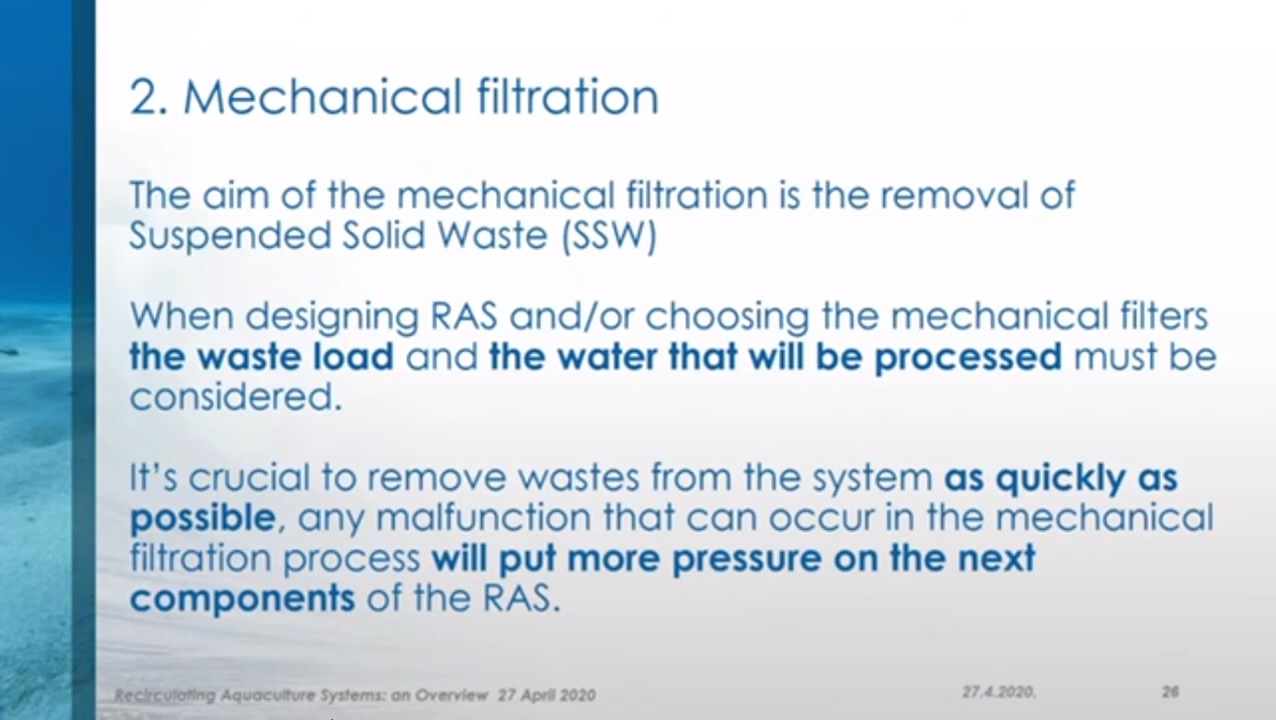 2. Mechanical filtration
The aim of the mechanical filtration is the removal of
Suspended Solid Waste (SSW)
When designing RAS and/or choosing the mechanical filters
the waste load and the water that will be processed must be
considered.
It's crucial to remove wastes from the system as quickly as
possible, any malfunction that can occur in the mechanical
filtration process will put more pressure on the next
components of the RAS.
Recirculating Aquaculture Systems: an Overview 27 April 2020
27.4.2020.
26